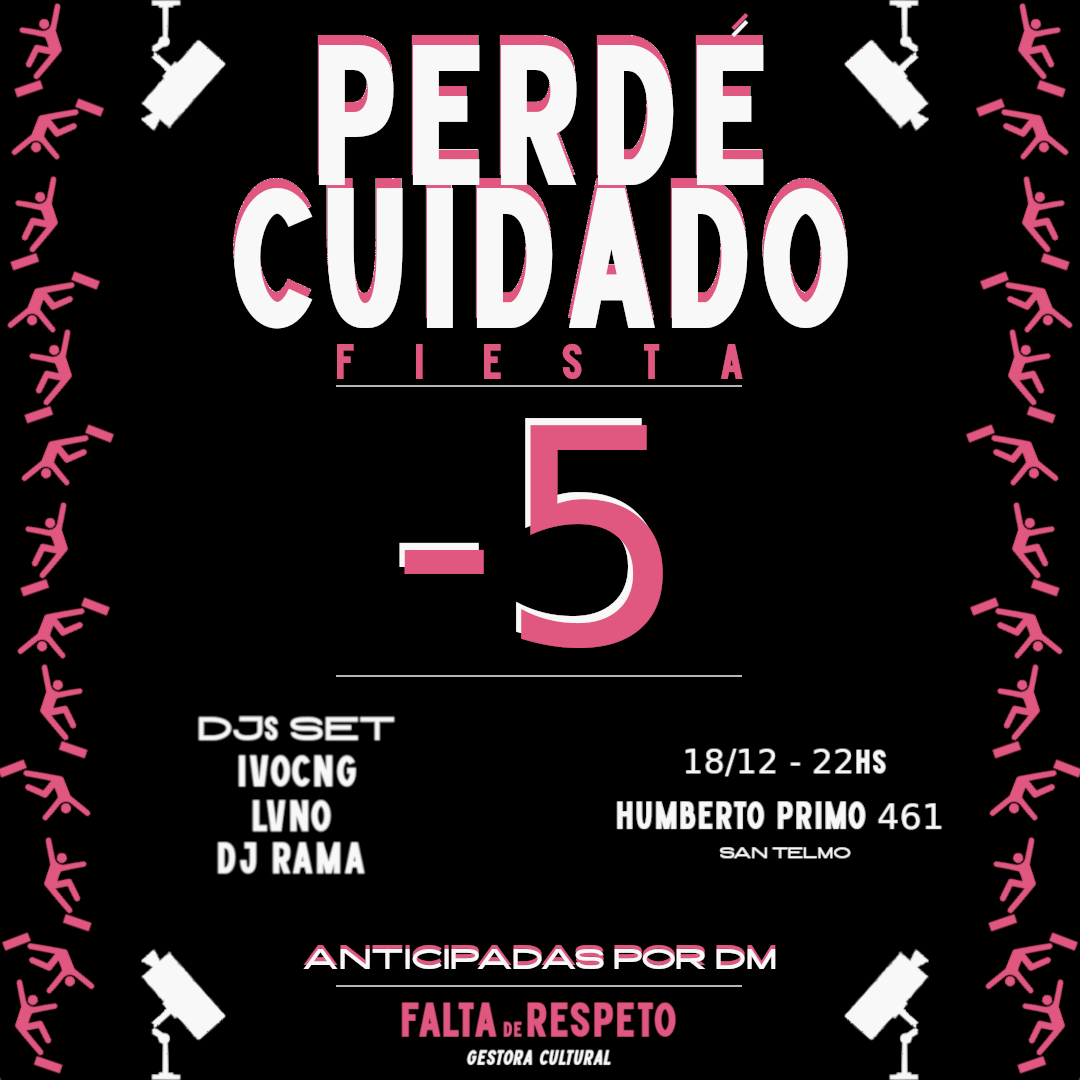 PERDÉ
CUIDADO
FIESTA
-5
DJs SET
IVOCNG
LVNO
DJ RAMA
18/12 - 22HS
HUMBERTO PRIMO 461
SAN TELMO
ANTICIPADAS POR DM
FALTA DE RESPETO
GESTORA CULTURAL